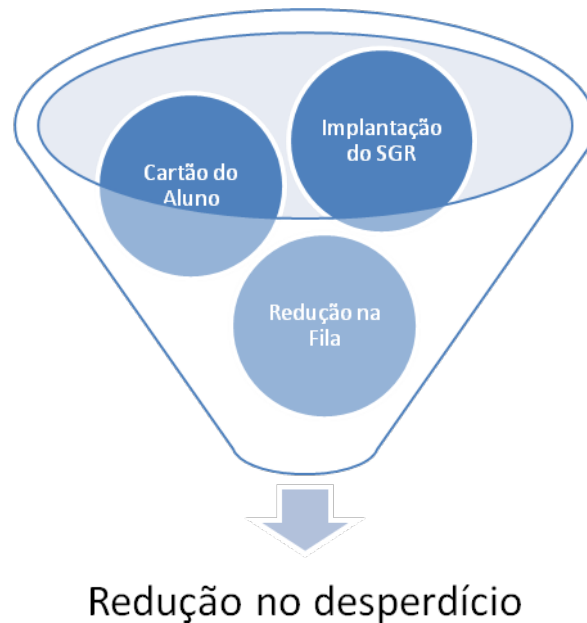 Implantação
do SGR
Cartão do
Aluno
Redução na
Fila
Redução no desperdício